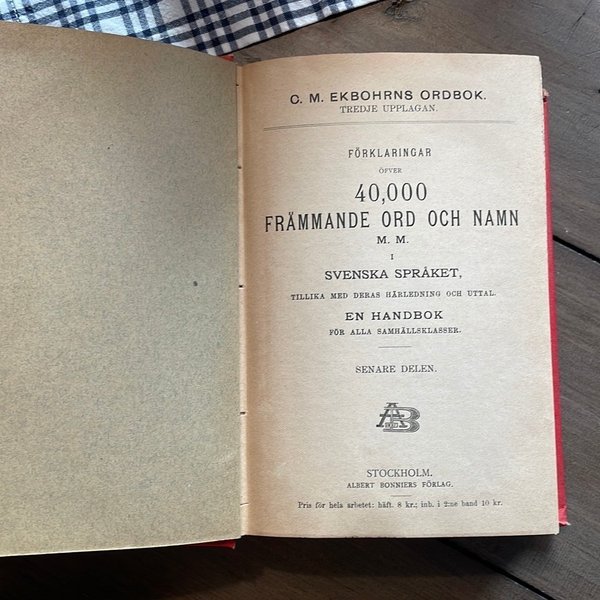 C. M. EKBOHRNS ORDBOK.
TREDJE UPPLAGAN.
FÖRKLARINGAR
ÖFVER
40,000
FRÄMMANDE ORD OCH NAMN
M. M.
I
SVENSKA SPRÅKET,
TILLIKA MED DERAS HÄRLEDNING OCH UTTAL.
EN HANDBOK
FÖR ALLA SAMHÄLLSKLASSER.
SENARE DELEN.
AB
STOCKHOLM.
ALBERT BONNIERS FÖRLAG.
Pris för hela arbetet: häft. 8 kr.; inb. i 2:ne band 10 kr.